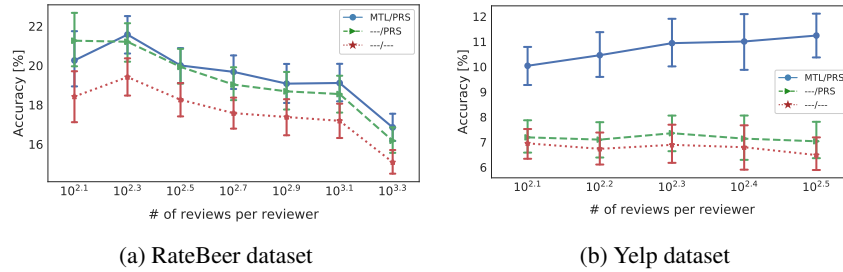 22
20
18
16
Accuracy [%]
MTL/PRS
---/PRS
---/---
10^2.1 10^2.3 10^2.5 10^2.7 10^2.9 10^3.1 10^3.3
# of reviews per reviewer
(a) RateBeer dataset
12
11
10
9
8
7
6
Accuracy [%]
MTL/PRS
---/PRS
---/---
10^2.1 10^2.2 10^2.3 10^2.4 10^2.5
# of reviews per reviewer
(b) Yelp dataset